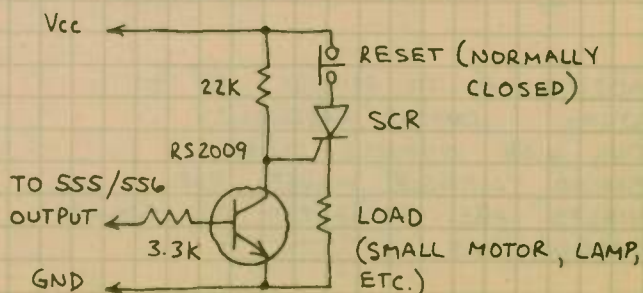 Vcc
RESET (NORMALLY
CLOSED)
22K
SCR
RS2009
TO 555/556
OUTPUT
3.3K
LOAD
(SMALL MOTOR, LAMP,
ETC.)
GND